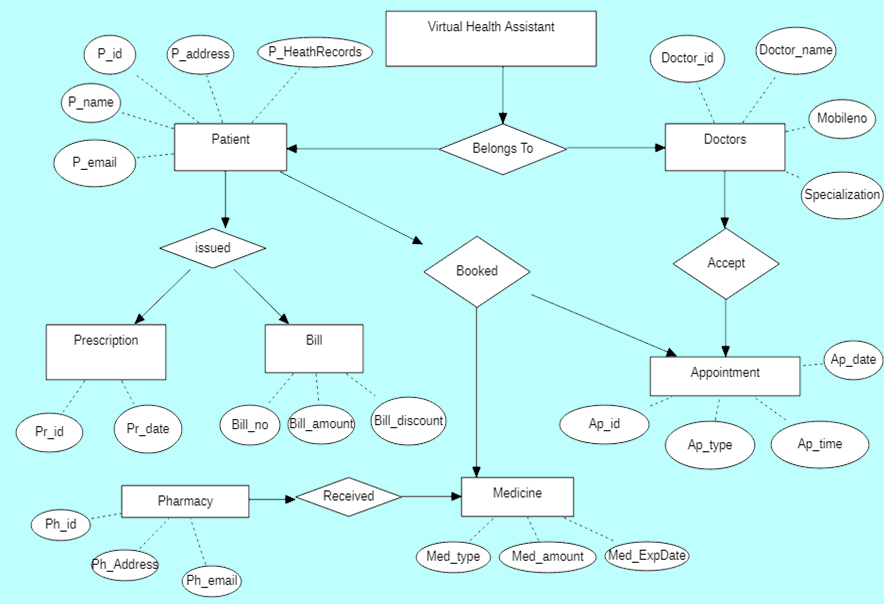 Virtual Health Assistant
P_id
P_address
P_HeathRecords
Doctor_id
Doctor_name
P_name
Mobileno
Patient
Belongs To
Doctors
P_email
Specialization
issued
Booked
Accept
Prescription
Bill
Appointment
Ap_date
Pr_id
Pr_date
Bill_no
Bill_amount
Bill_discount
Ap_id
Ap_type
Ap_time
Pharmacy
Received
Medicine
Ph_id
Ph_Address
Ph_email
Med_type
Med_amount
Med_ExpDate